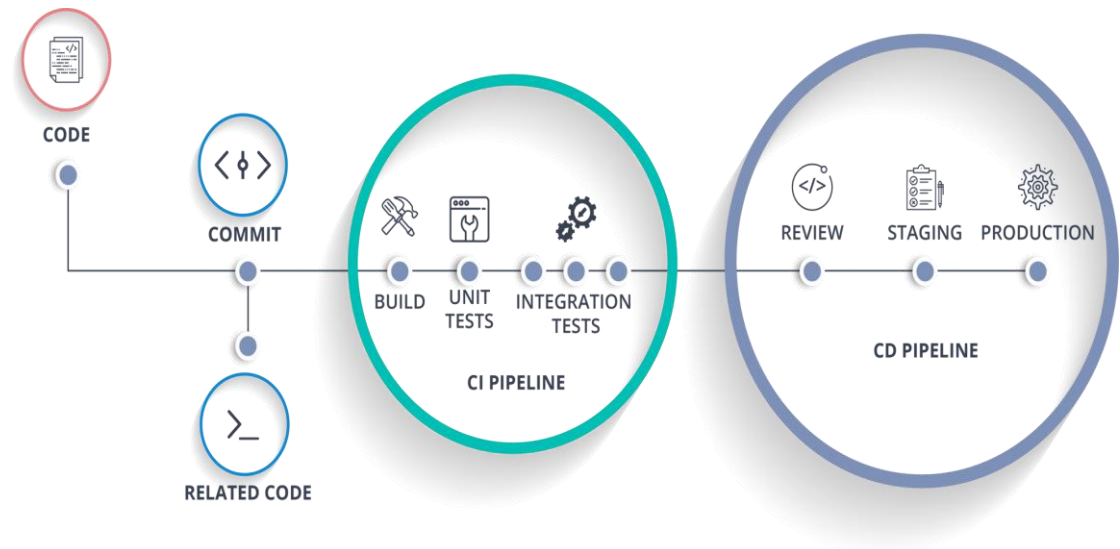 CODE
COMMIT
RELATED CODE
BUILD
UNIT
TESTS
INTEGRATION
TESTS
CI PIPELINE
REVIEW
STAGING
PRODUCTION
CD PIPELINE